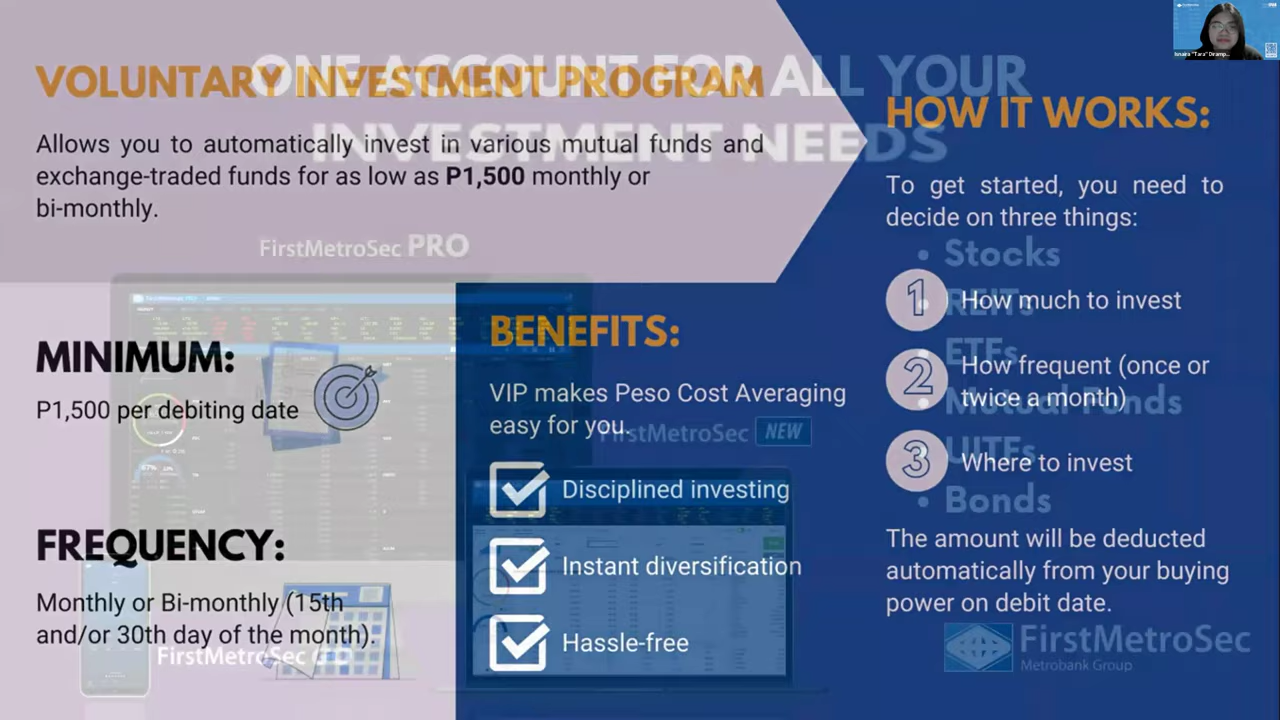 VOLUNTARY INVESTMENT PROGRAM
Allows you to automatically invest in various mutual funds and
exchange-traded funds for as low as P1,500 monthly or
bi-monthly.
MINIMUM:
P1,500 per debiting date
FREQUENCY:
Monthly or Bi-monthly (15th
and/or 30th day of the month).
BENEFITS:
VIP makes Peso Cost Averaging
easy for you.
Disciplined investing
Instant diversification
Hassle-free
HOW IT WORKS:
To get started, you need to
decide on three things:
1 How much to invest
2 How frequent (once or
twice a month)
3 Where to invest
The amount will be deducted
automatically from your buying
power on debit date.
ONE ACCOUNT FOR ALL YOUR
INVESTMENT NEEDS
FirstMetroSec PRO
FirstMetroSec NEW
FirstMetroSec GO
• Stocks
• REITs
• ETFs
• Mutual Funds
• UITFs
• Bonds
FirstMetroSec
Metrobank Group